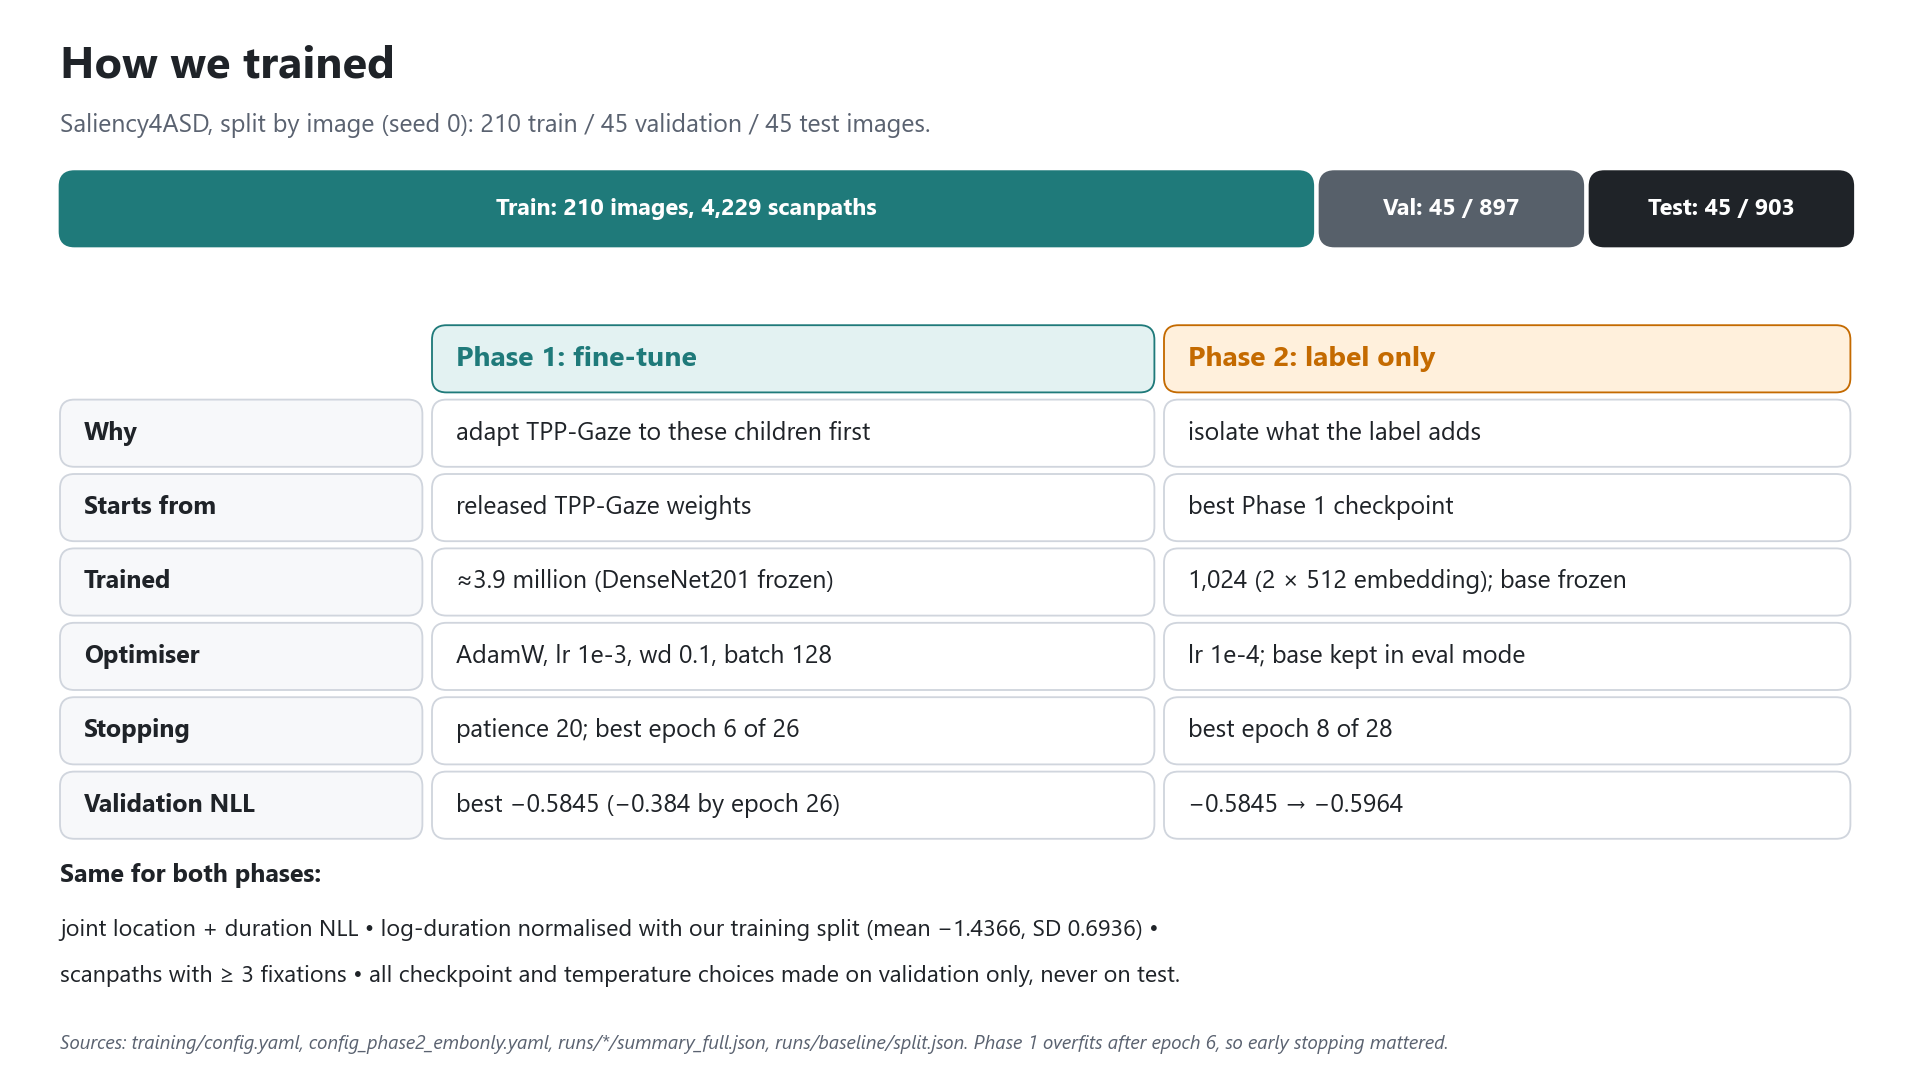 How we trained
Saliency4ASD, split by image (seed 0): 210 train / 45 validation / 45 test images.
Train: 210 images, 4,229 scanpaths
Val: 45 / 897
Test: 45 / 903
Phase 1: fine-tune
Phase 2: label only
Why
adapt TPP-Gaze to these children first
isolate what the label adds
Starts from
released TPP-Gaze weights
best Phase 1 checkpoint
Trained
≈3.9 million (DenseNet201 frozen)
1,024 (2 × 512 embedding); base frozen
Optimiser
AdamW, lr 1e-3, wd 0.1, batch 128
lr 1e-4; base kept in eval mode
Stopping
patience 20; best epoch 6 of 26
best epoch 8 of 28
Validation NLL
best −0.5845 (−0.384 by epoch 26)
−0.5845 → −0.5964
Same for both phases:
joint location + duration NLL • log-duration normalised with our training split (mean −1.4366, SD 0.6936) •
scanpaths with ≥ 3 fixations • all checkpoint and temperature choices made on validation only, never on test.
Sources: training/config.yaml, config_phase2_embonly.yaml, runs/*/summary_full.json, runs/baseline/split.json. Phase 1 overfits after epoch 6, so early stopping mattered.